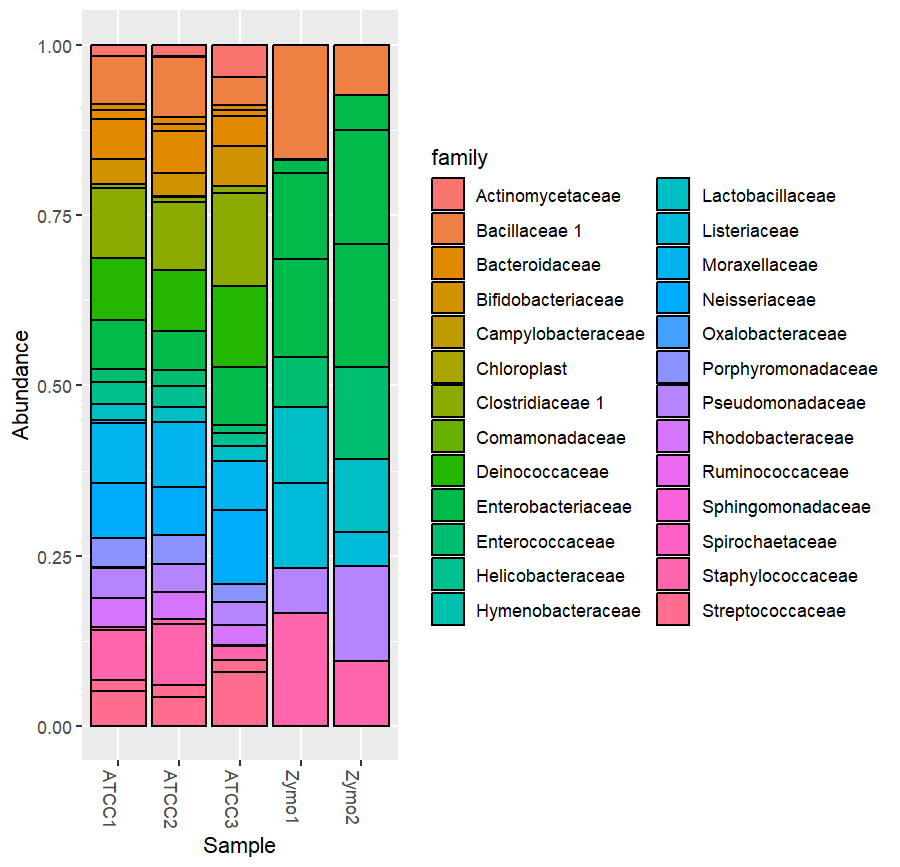 1.00
0.75
0.50
0.25
0.00
Abundance
ATCC1
ATCC2
ATCC3
Zymo1
Zymo2
Sample
family
Actinomycetaceae
Bacillaceae 1
Bacteroidaceae
Bifidobacteriaceae
Campylobacteraceae
Chloroplast
Clostridiaceae 1
Comamonadaceae
Deinococcaceae
Enterobacteriaceae
Enterococcaceae
Helicobacteraceae
Hymenobacteraceae
Lactobacillaceae
Listeriaceae
Moraxellaceae
Neisseriaceae
Oxalobacteraceae
Porphyromonadaceae
Pseudomonadaceae
Rhodobacteraceae
Ruminococcaceae
Sphingomonadaceae
Spirochaetaceae
Staphylococcaceae
Streptococcaceae